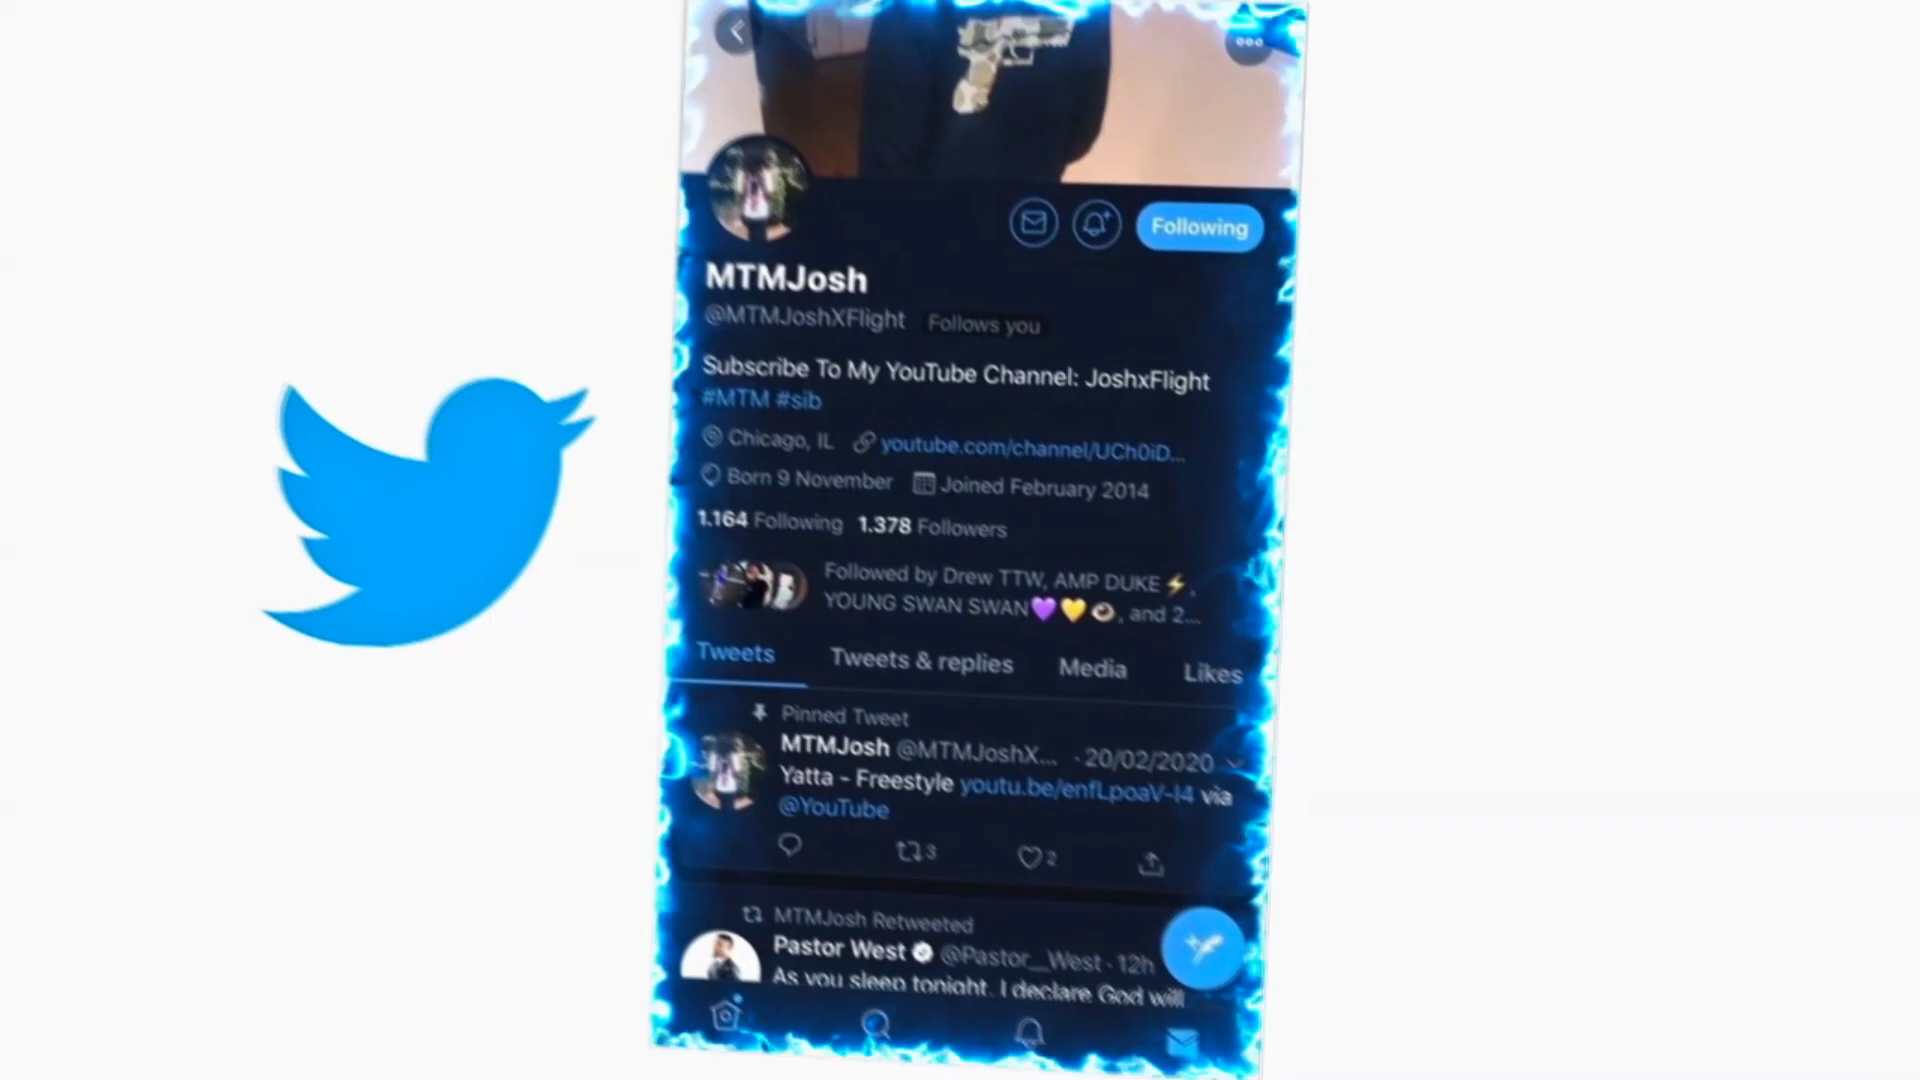 Following
MTMJosh
@MTMJoshXFlight Follows you
Subscribe To My YouTube Channel: JoshxFlight
#MTM #sib
Chicago, IL youtube.com/channel/UCh0iD...
Born 9 November Joined February 2014
1.164 Following 1.378 Followers
Followed by Drew TTW, AMP DUKE⚡,
YOUNG SWAN SWAN💜💛👁, and 2...
Tweets Tweets & replies Media Likes
Pinned Tweet
MTMJosh @MTMJoshX... · 20/02/2020
Yatta - Freestyle youtu.be/enfLpoaV-I4 via
@YouTube
3 2
MTMJosh Retweeted
Pastor West @Pastor__West · 12h
As you sleep tonight, I declare God will